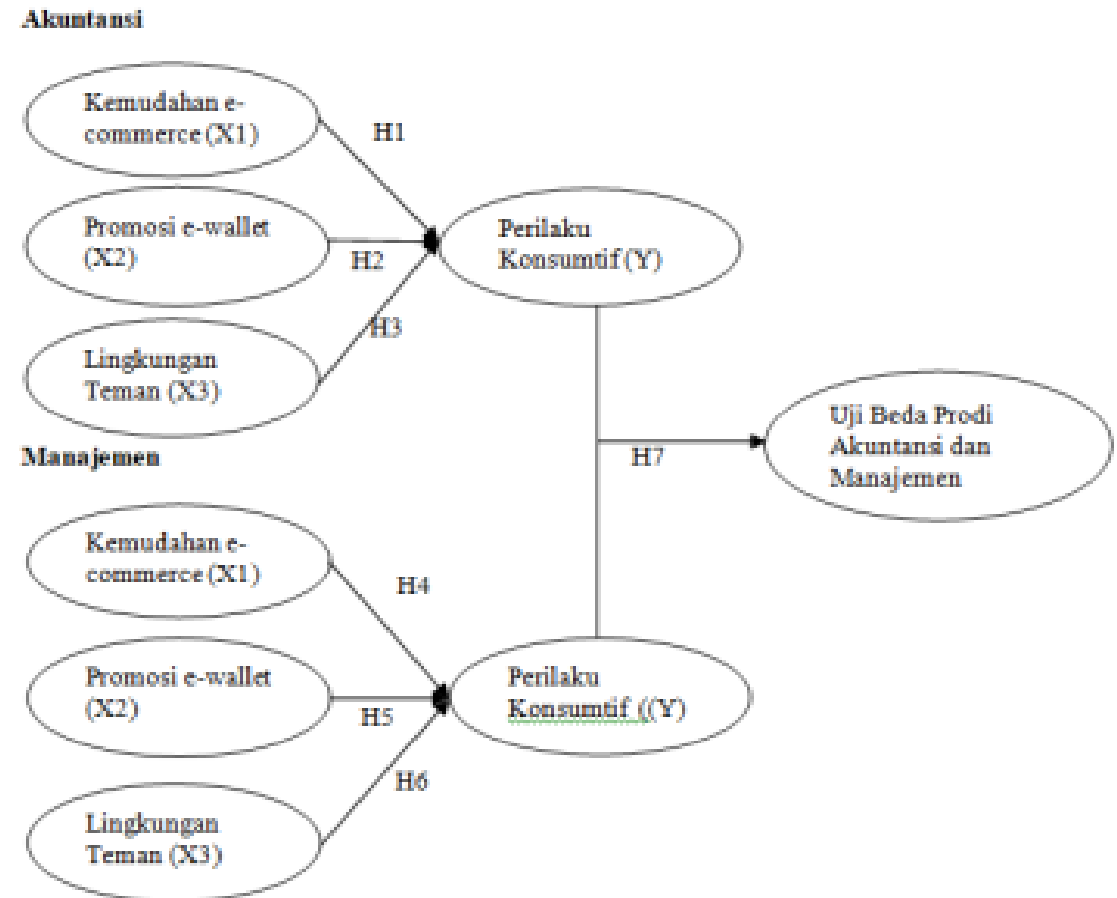 Akuntansi
Kemudahan e-
commerce (X1)
H1
Promosi e-wallet
(X2)
H2
Perilaku
Konsumtif (Y)
H3
Lingkungan
Teman (X3)
Uji Beda Prodi
Akuntansi dan
Manajemen
H7
Manajemen
Kemudahan e-
commerce (X1)
H4
Promosi e-wallet
(X2)
H5
Perilaku
Konsumtif ((Y)
H6
Lingkungan
Teman (X3)